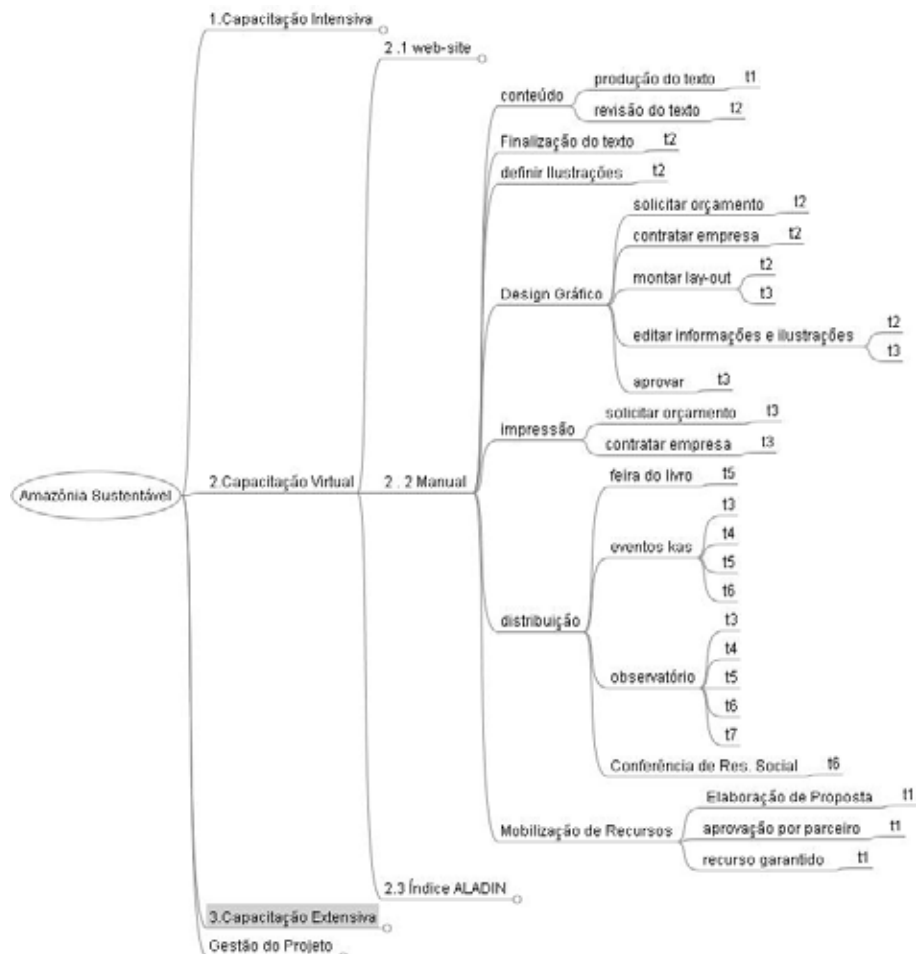 1.Capacitação Intensiva
2 .1 web-site
conteúdo
produção do texto
t1
revisão do texto
t2
Finalização do texto
t2
definir Ilustrações
t2
Design Gráfico
solicitar orçamento
t2
contratar empresa
t2
montar lay-out
t2
t3
editar informações e ilustrações
t2
t3
aprovar
t3
impressão
solicitar orçamento
t3
contratar empresa
t3
Amazônia Sustentável
2.Capacitação Virtual
2 . 2 Manual
distribuição
feira do livro
t5
eventos kas
t3
t4
t5
t6
observatório
t3
t4
t5
t6
t7
Conferência de Res. Social
t6
Mobilização de Recursos
Elaboração de Proposta
t1
aprovação por parceiro
t1
recurso garantido
t1
2.3 Índice ALADIN
3.Capacitação Extensiva
Gestão do Projeto